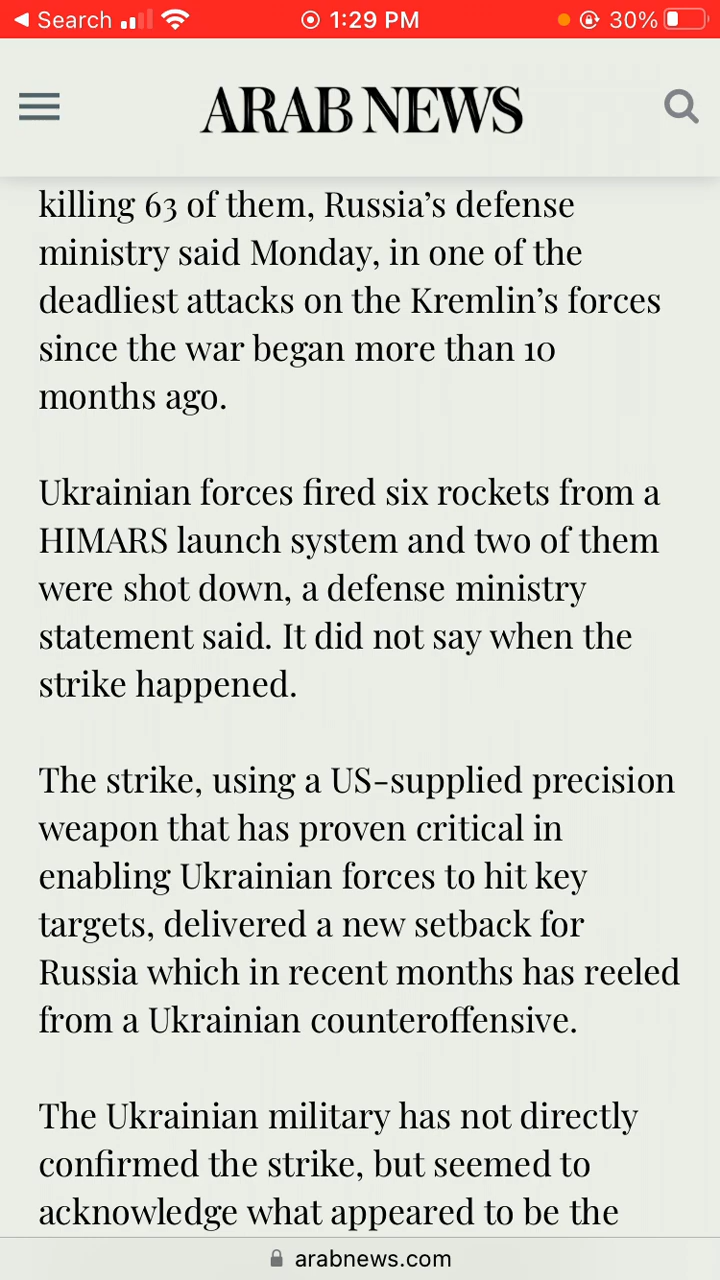 Search 1:29 PM 30%
ARAB NEWS
killing 63 of them, Russia’s defense
ministry said Monday, in one of the
deadliest attacks on the Kremlin’s forces
since the war began more than 10
months ago.
Ukrainian forces fired six rockets from a
HIMARS launch system and two of them
were shot down, a defense ministry
statement said. It did not say when the
strike happened.
The strike, using a US-supplied precision
weapon that has proven critical in
enabling Ukrainian forces to hit key
targets, delivered a new setback for
Russia which in recent months has reeled
from a Ukrainian counteroffensive.
The Ukrainian military has not directly
confirmed the strike, but seemed to
acknowledge what appeared to be the
arabnews.com